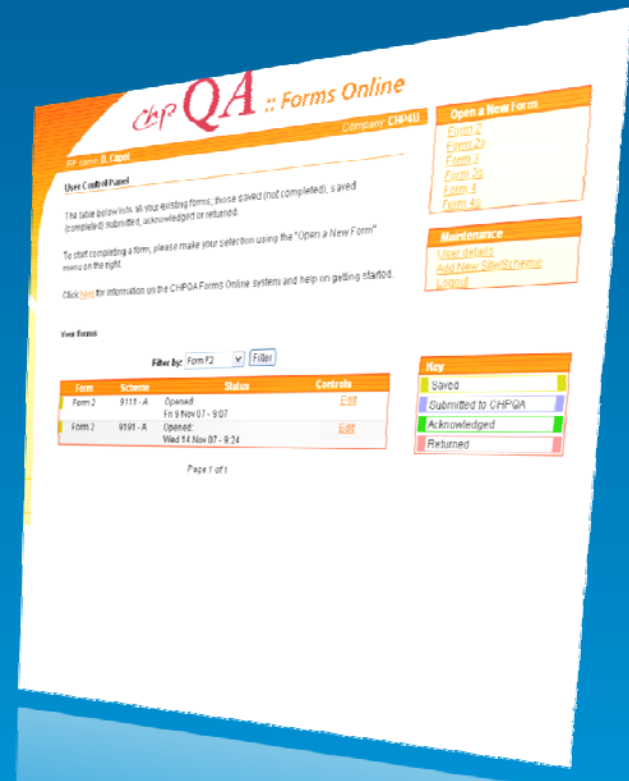 chp QA :: Forms Online
RP name: D. Capel
Company: CHP4U
User Control Panel
The table below lists all your existing forms; those saved (not completed), saved
(completed) submitted, acknowledged or returned.
To start completing a form, please make your selection using the "Open a New Form"
menu on the right.
Click here for information on the CHPQA Forms Online system and help on getting started.
Your forms
Filter by: Form F2 Filter
Form Scheme Status Controls
Form 2 9111 - A Opened: Edit
Fri 9 Nov 07 - 9:07
Form 2 9191 - A Opened: Edit
Wed 14 Nov 07 - 9:24
Page 1 of 1
Open a New Form
Form 2
Form 2s
Form 3
Form 3s
Form 4
Form 4s
Maintenance
User details
Add New Site/Scheme
Logout
Key
Saved
Submitted to CHPQA
Acknowledged
Returned